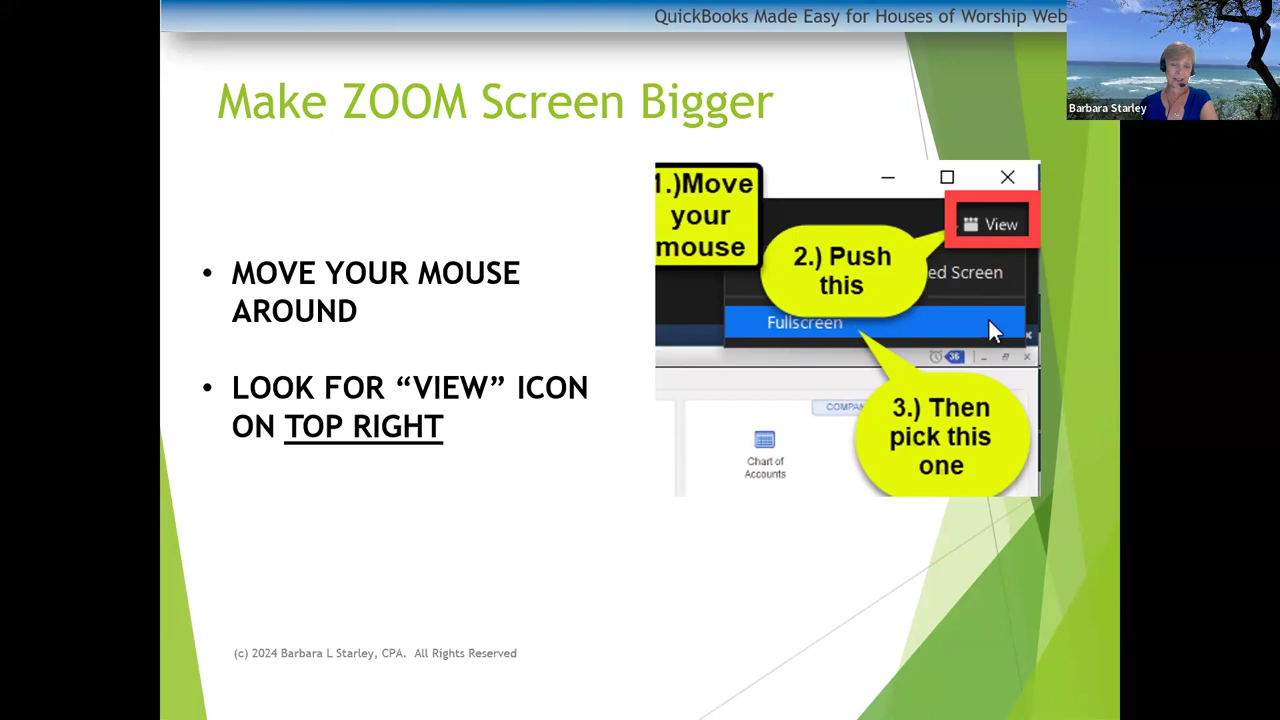 QuickBooks Made Easy for Houses of Worship Web
Barbara Starley
Make ZOOM Screen Bigger
• MOVE YOUR MOUSE
AROUND
• LOOK FOR “VIEW” ICON
ON TOP RIGHT
1.)Move
your
mouse
View
2.) Push
this
ed Screen
Fullscreen
36
COMPAN
3.) Then
pick this
one
Chart of
Accounts
(c) 2024 Barbara L Starley, CPA. All Rights Reserved